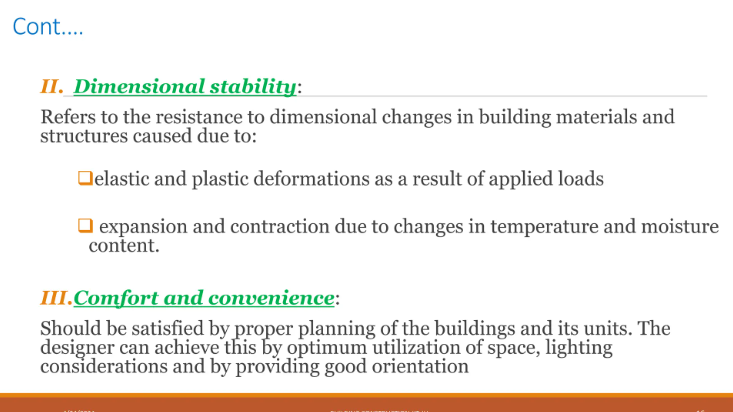 Cont....
II. Dimensional stability:
Refers to the resistance to dimensional changes in building materials and
structures caused due to:
❑elastic and plastic deformations as a result of applied loads
❑ expansion and contraction due to changes in temperature and moisture
content.
III.Comfort and convenience:
Should be satisfied by proper planning of the buildings and its units. The
designer can achieve this by optimum utilization of space, lighting
considerations and by providing good orientation